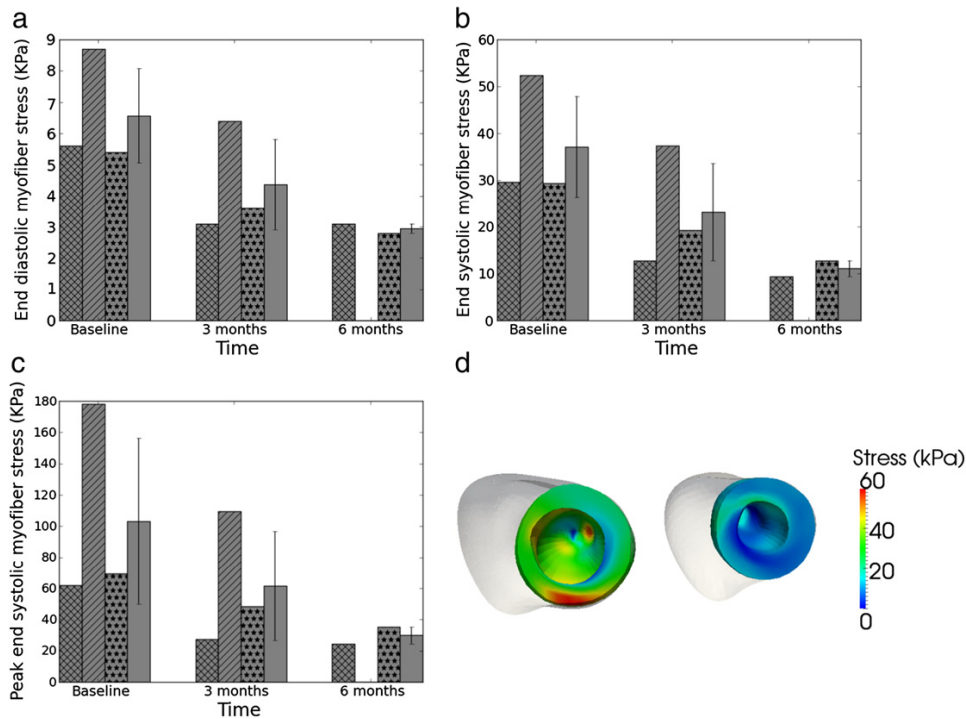 a
End diastolic myofiber stress (KPa)
9
8
7
6
5
4
3
2
1
0
Baseline
3 months
6 months
Time
b
End systolic myofiber stress (KPa)
60
50
40
30
20
10
0
Baseline
3 months
6 months
Time
c
Peak end systolic myofiber stress (KPa)
180
160
140
120
100
80
60
40
20
0
Baseline
3 months
6 months
Time
d
Stress (kPa)
60
40
20
0